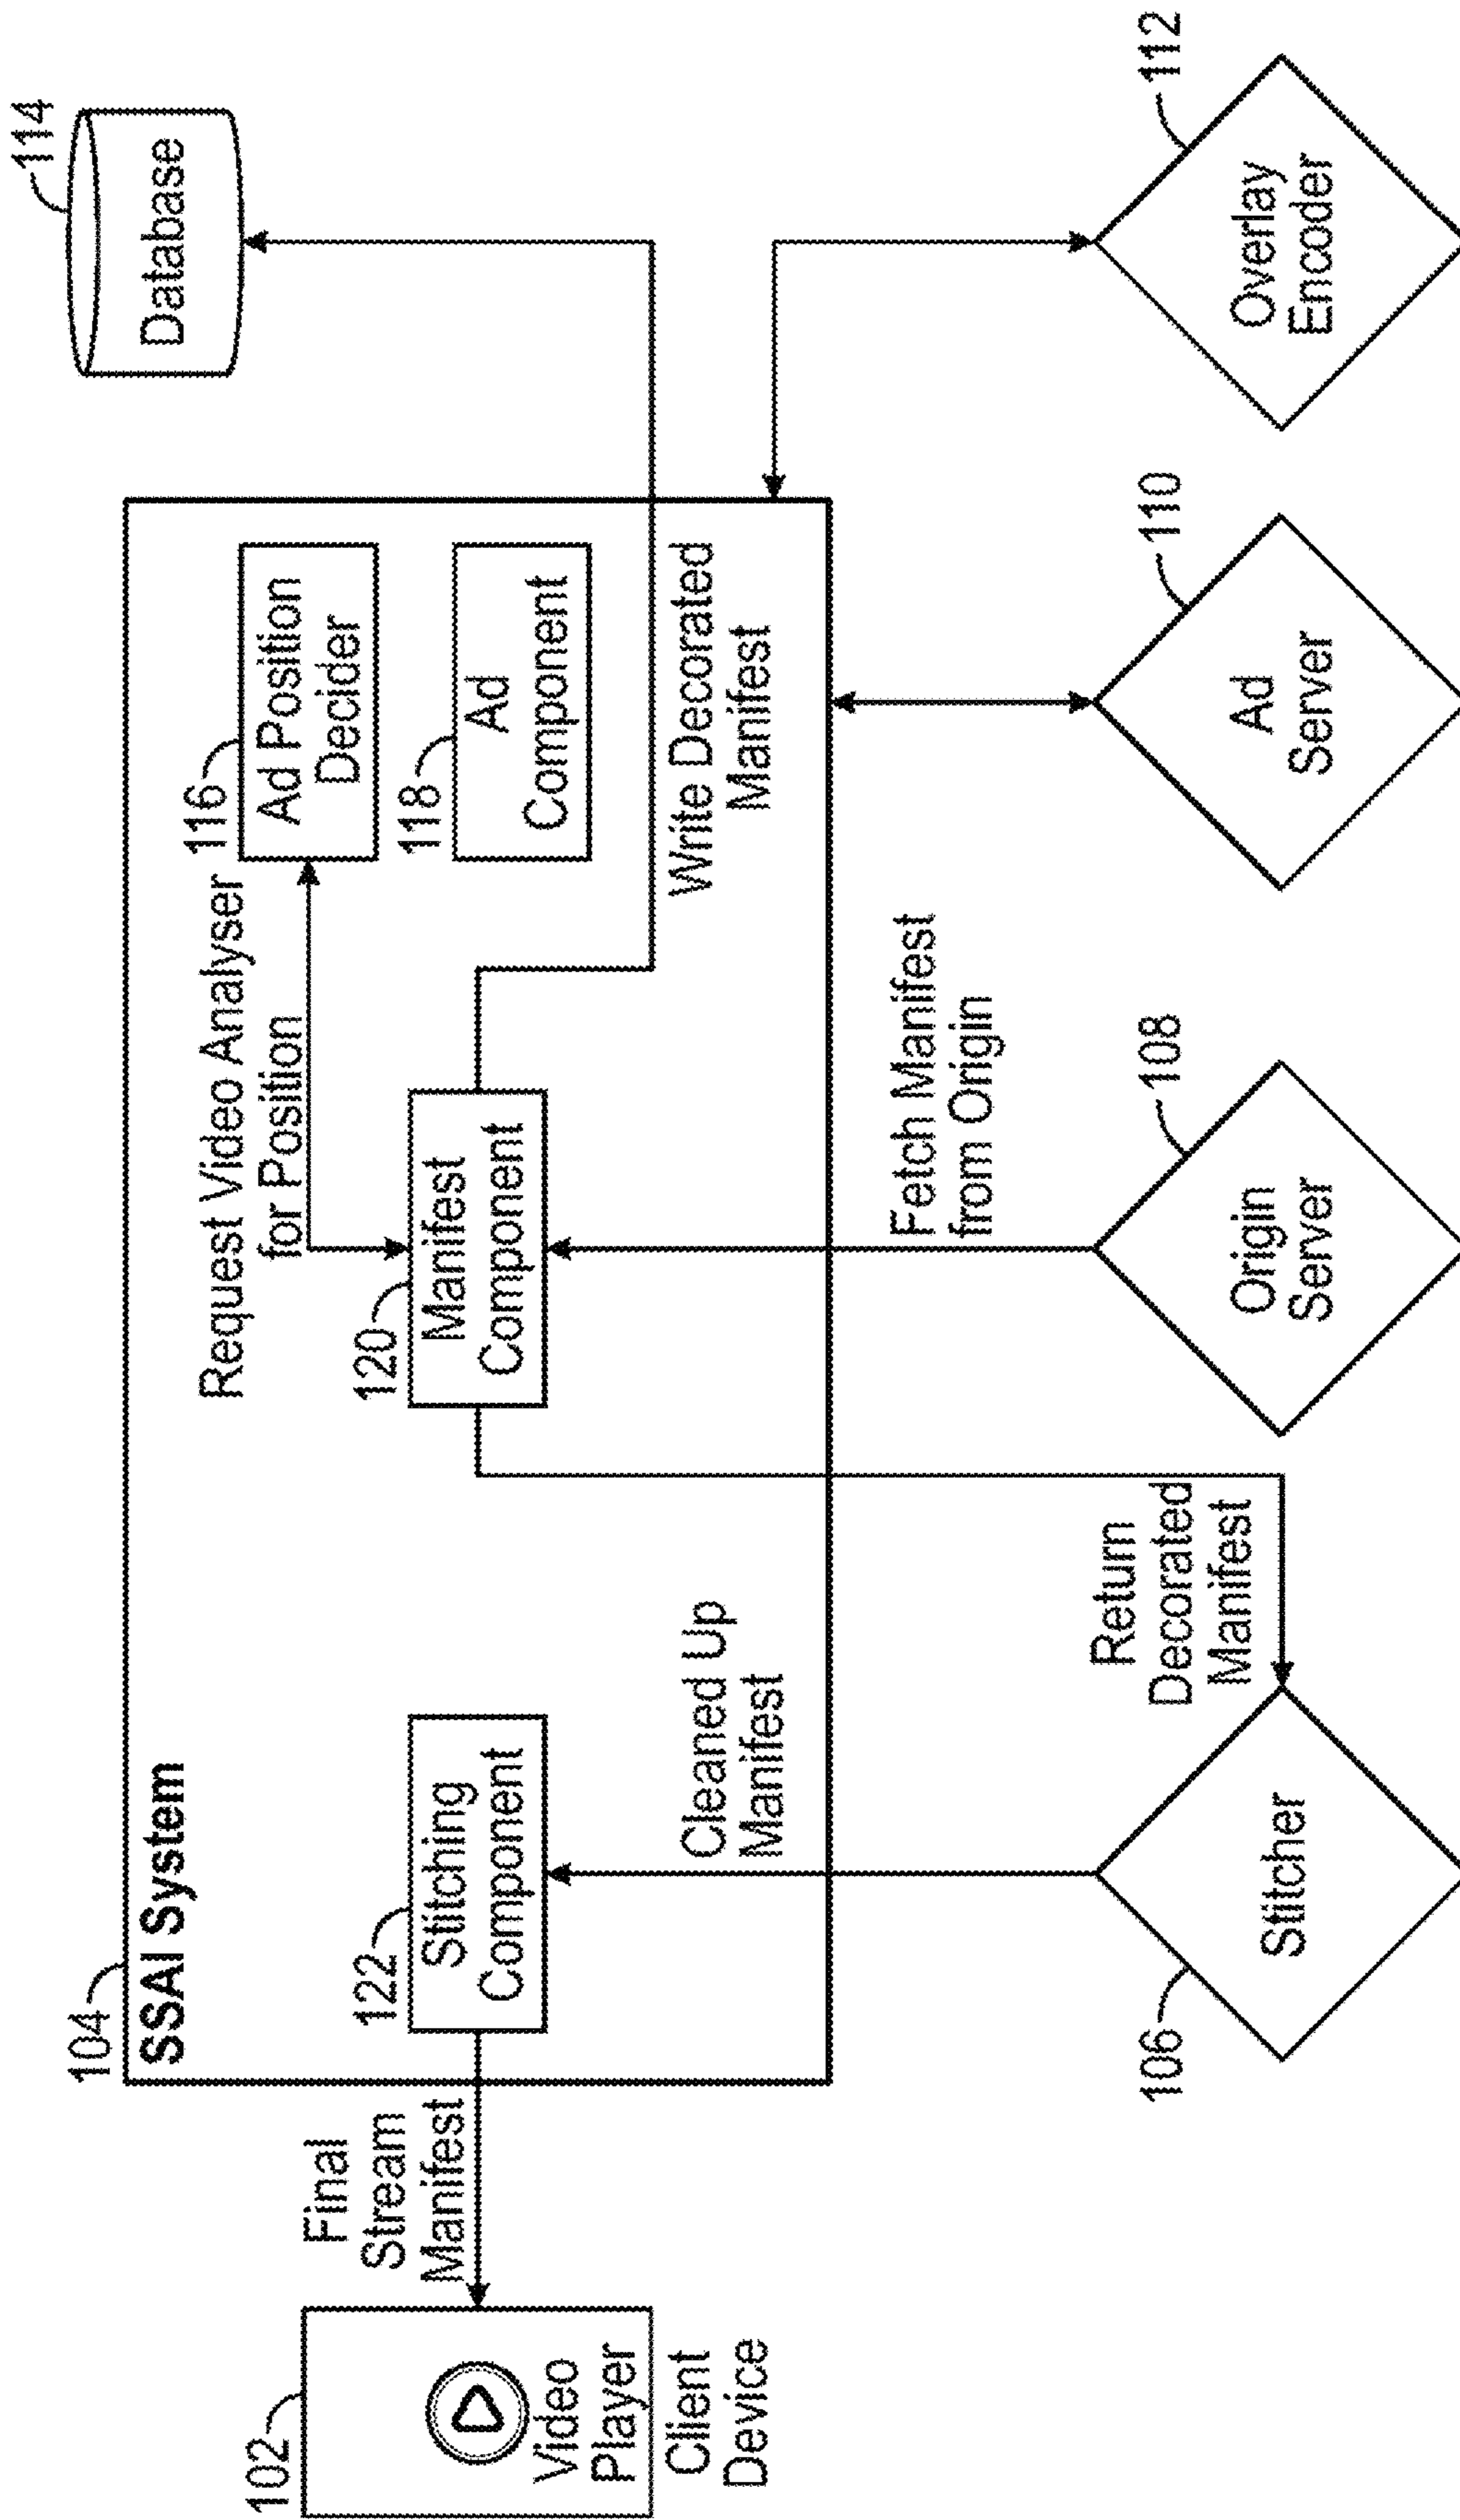 104
SSAI System
114
Database
102
Video
Player
Client
Device
Final
Stream
Manifest
122
Stitching
Component
Cleaned Up
Manifest
120
Manifest
Component
Request Video Analyser
for Position
116
Ad Position
Decider
118
Ad
Component
Write Decorated
Manifest
Fetch Manifest
from Origin
Return
Decorated
Manifest
106
Stitcher
108
Origin
Server
110
Ad
Server
112
Overlay
Encoder